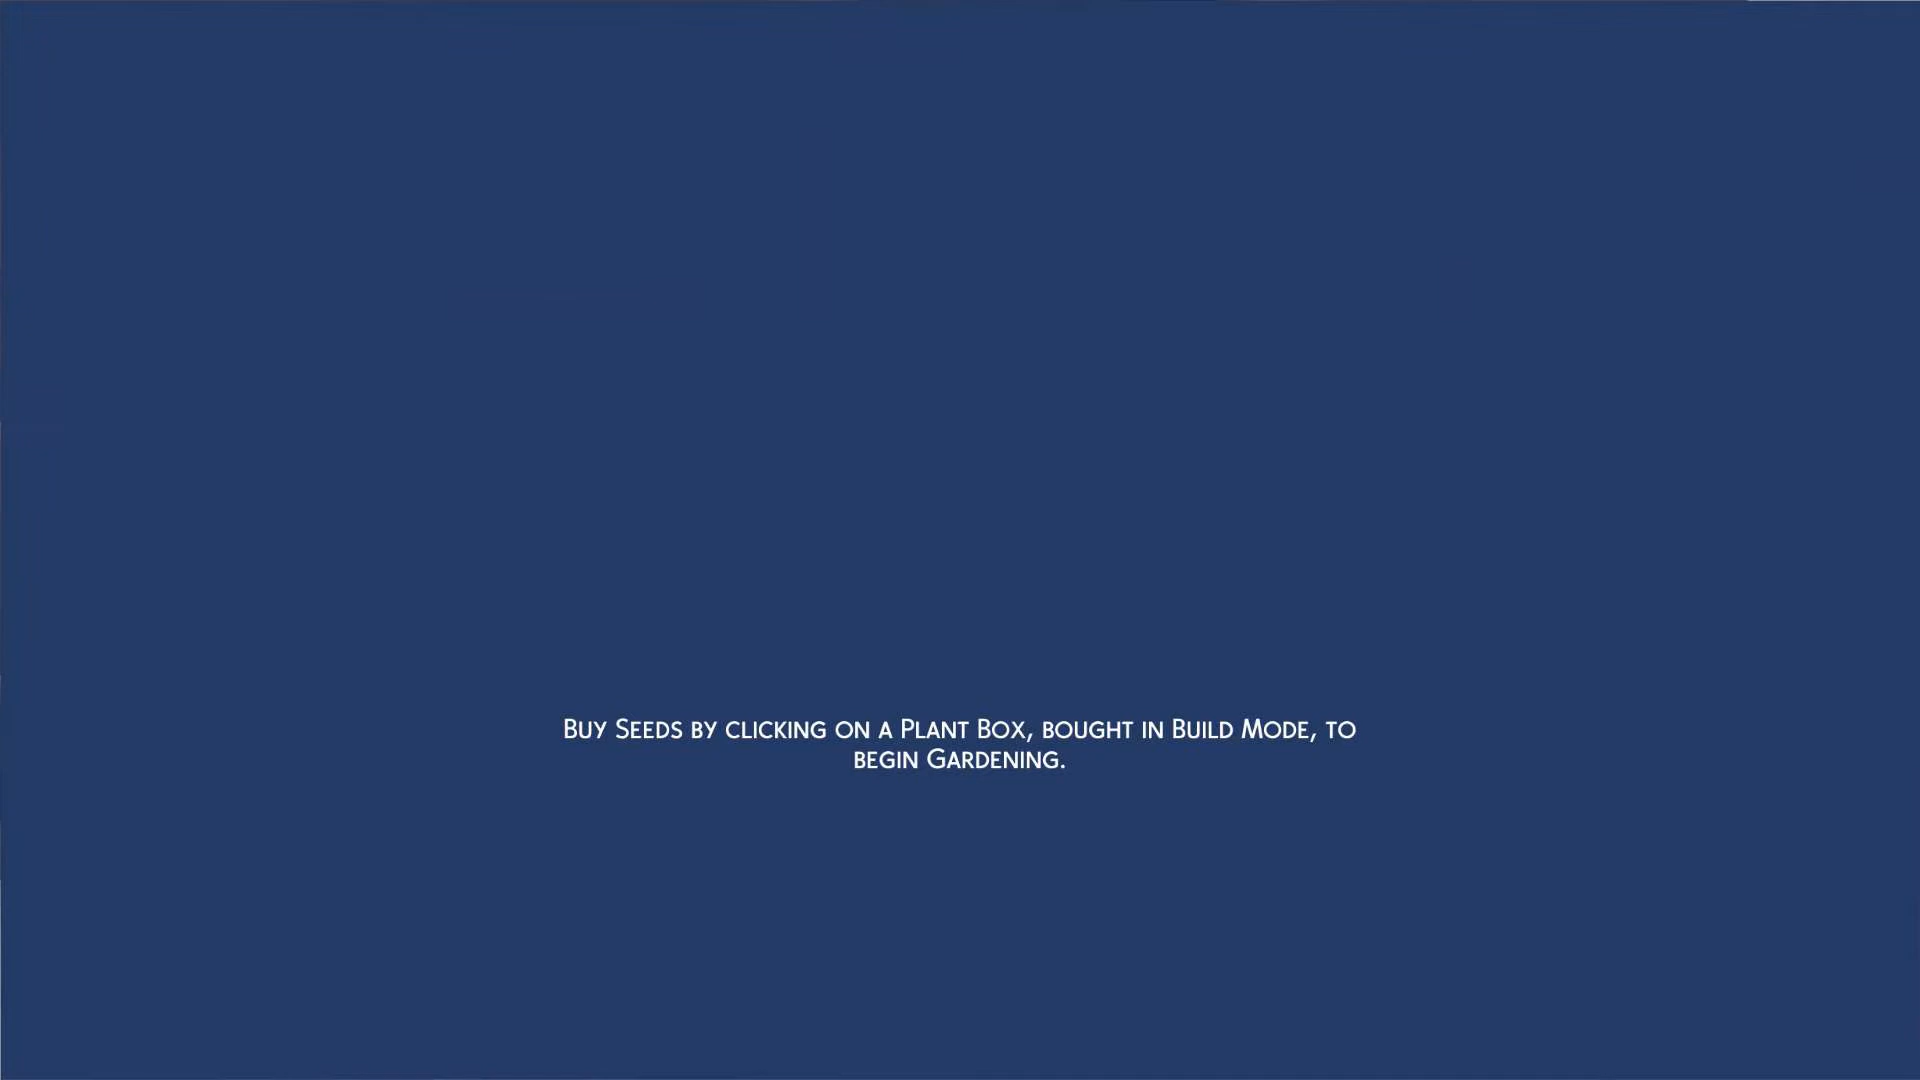 Buy Seeds by clicking on a Plant Box, bought in Build Mode, to
begin Gardening.